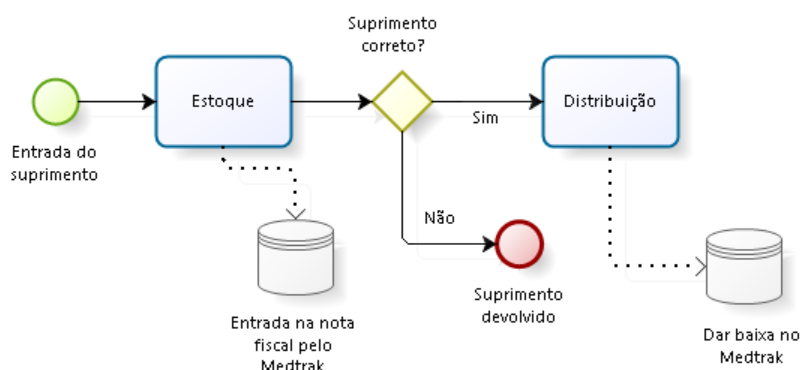 Suprimento
correto?
Estoque
Distribuição
Sim
Entrada do
suprimento
Não
Suprimento
devolvido
Entrada na nota
fiscal pelo
Medtrak
Dar baixa no
Medtrak